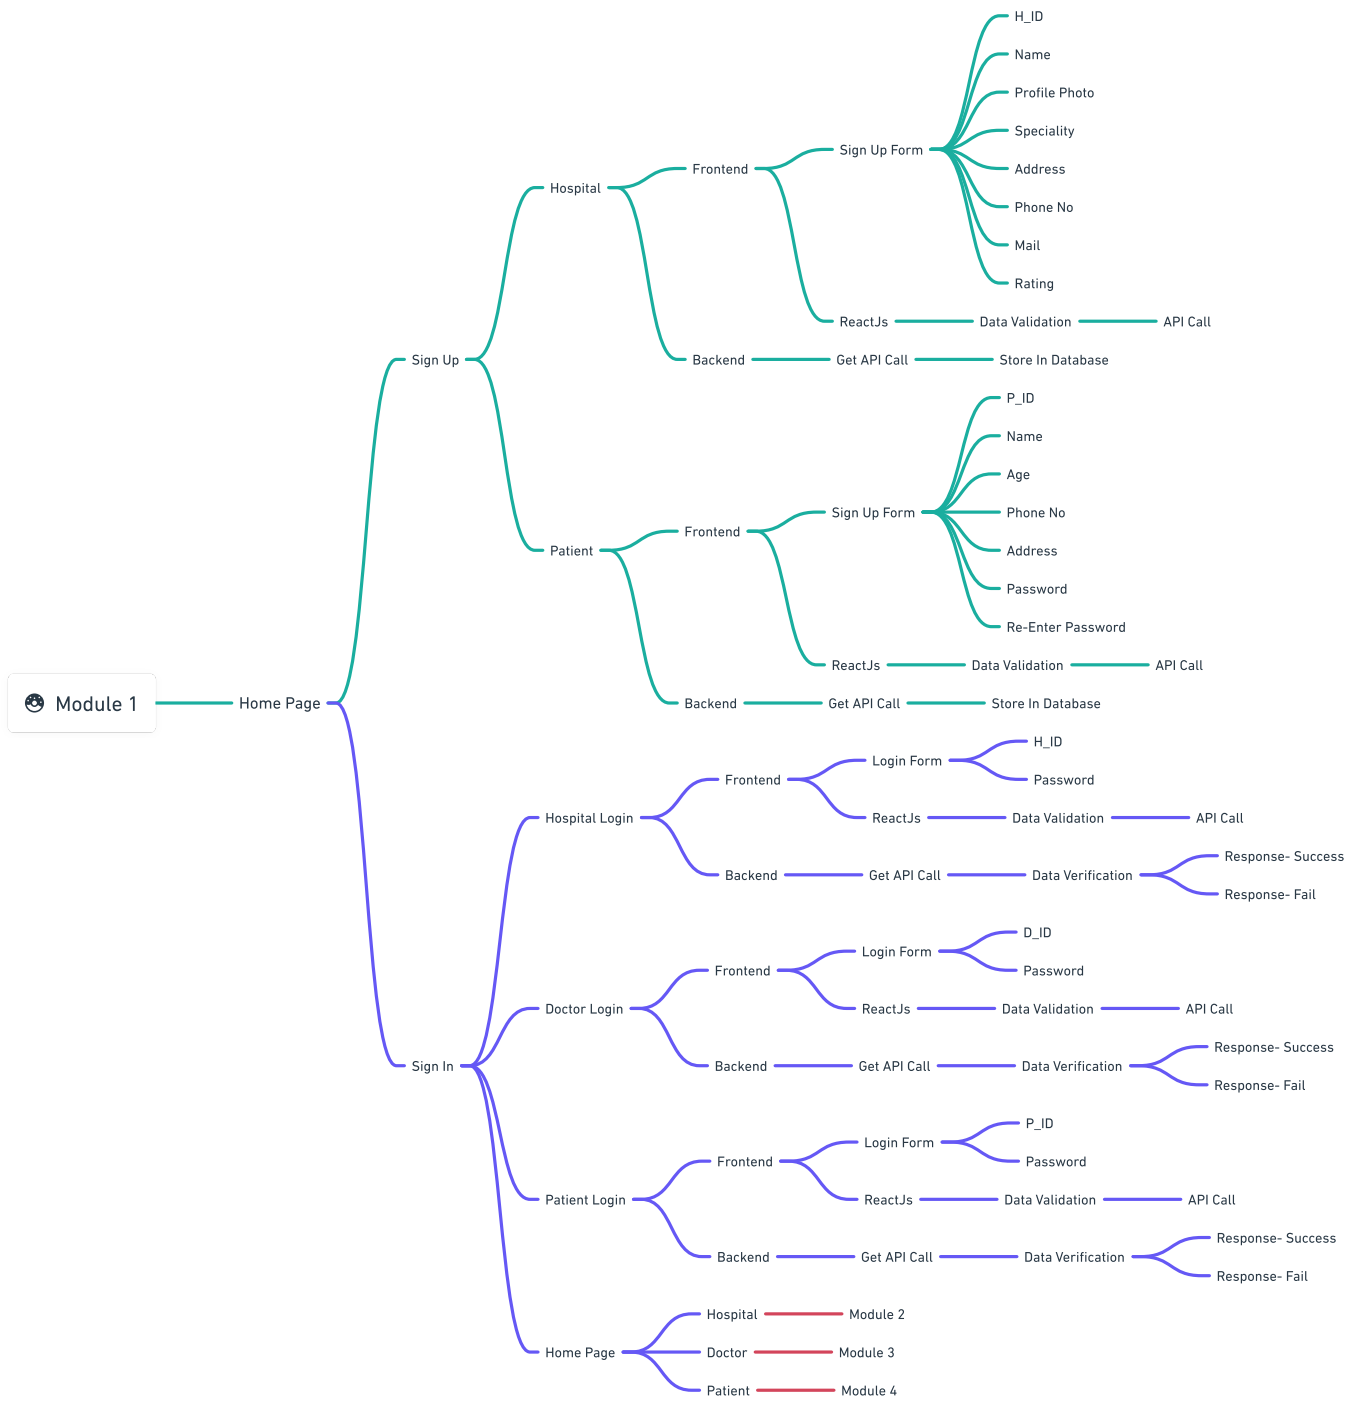 H_ID
Name
Profile Photo
Speciality
Sign Up Form
Frontend
Address
Hospital
Phone No
Mail
Rating
ReactJs Data Validation API Call
Sign Up
Backend Get API Call Store In Database
P_ID
Name
Age
Sign Up Form Phone No
Frontend
Patient
Address
Password
Re-Enter Password
ReactJs Data Validation API Call
Module 1 Home Page
Backend Get API Call Store In Database
H_ID
Login Form
Frontend
Password
Hospital Login
ReactJs Data Validation API Call
Response- Success
Backend Get API Call Data Verification
Response- Fail
D_ID
Login Form
Frontend
Password
Doctor Login
ReactJs Data Validation API Call
Response- Success
Sign In
Backend Get API Call Data Verification
Response- Fail
P_ID
Login Form
Frontend
Password
Patient Login
ReactJs Data Validation API Call
Response- Success
Backend Get API Call Data Verification
Response- Fail
Hospital Module 2
Home Page Doctor Module 3
Patient Module 4